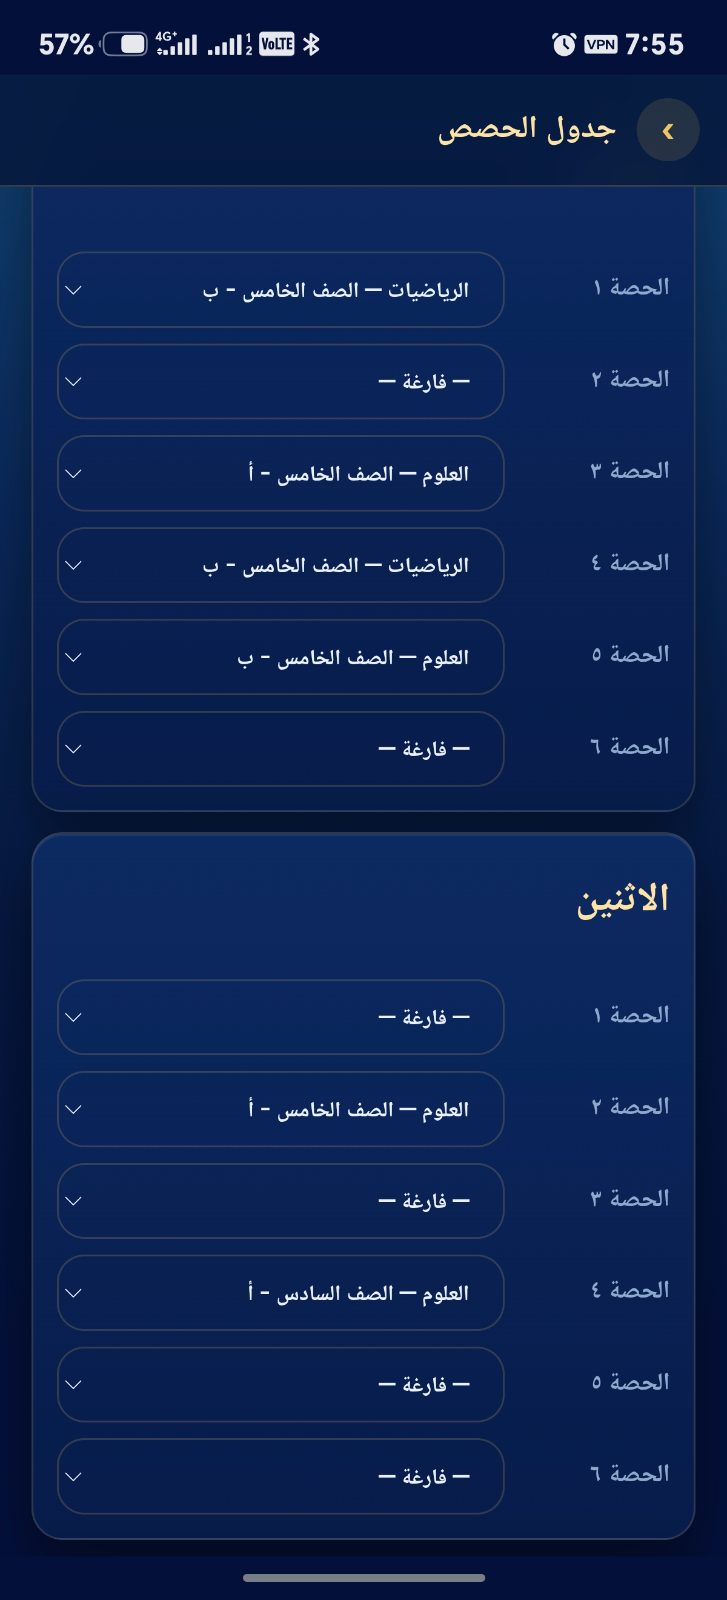 57% 4G+ 1 2 VoLTE VPN 7:55
جدول الحصص
الحصة ١ الرياضيات — الصف الخامس - ب
الحصة ٢ — فارغة —
الحصة ٣ العلوم — الصف الخامس - أ
الحصة ٤ الرياضيات — الصف الخامس - ب
الحصة ٥ العلوم — الصف الخامس - ب
الحصة ٦ — فارغة —
الاثنين
الحصة ١ — فارغة —
الحصة ٢ العلوم — الصف الخامس - أ
الحصة ٣ — فارغة —
الحصة ٤ العلوم — الصف السادس - أ
الحصة ٥ — فارغة —
الحصة ٦ — فارغة —